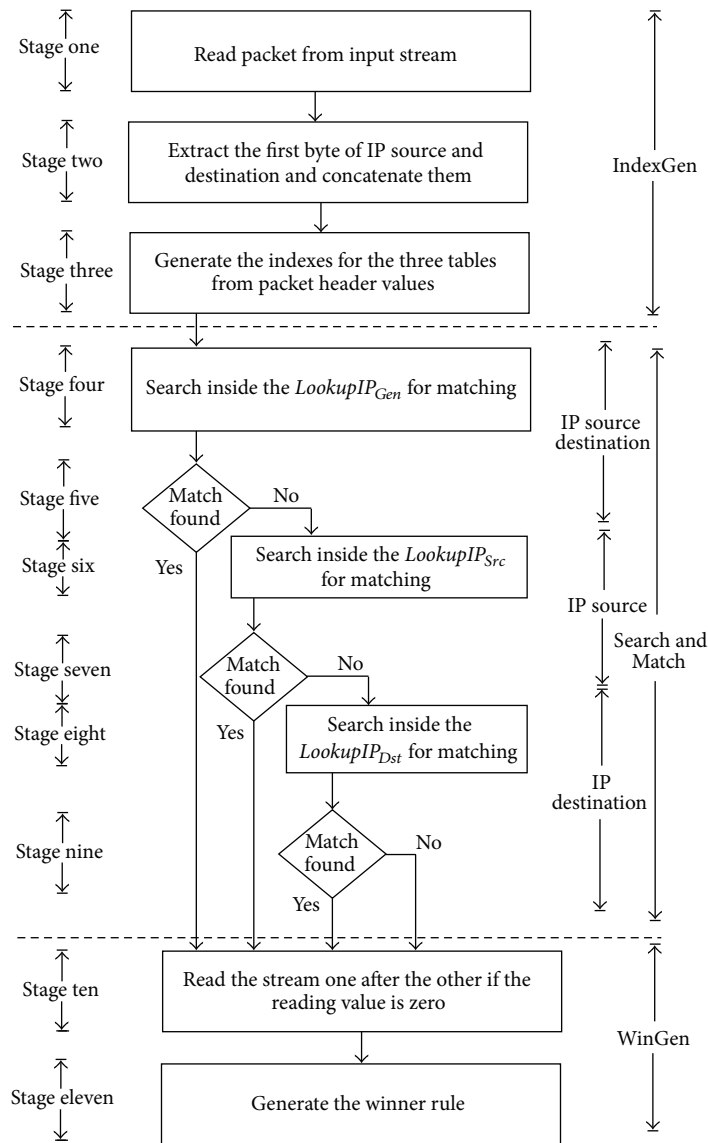 Stage one
Read packet from input stream
Stage two
Extract the first byte of IP source and
destination and concatenate them
IndexGen
Stage three
Generate the indexes for the three tables
from packet header values
Stage four
Search inside the LookupIP_Gen for matching
IP source
destination
Stage five
Match
found
No
Yes
Stage six
Search inside the LookupIP_Src
for matching
IP source
Search and
Match
Stage seven
Match
found
No
Yes
Stage eight
Search inside the
LookupIP_Dst for matching
IP
destination
Stage nine
Match
found
No
Yes
Stage ten
Read the stream one after the other if the
reading value is zero
WinGen
Stage eleven
Generate the winner rule